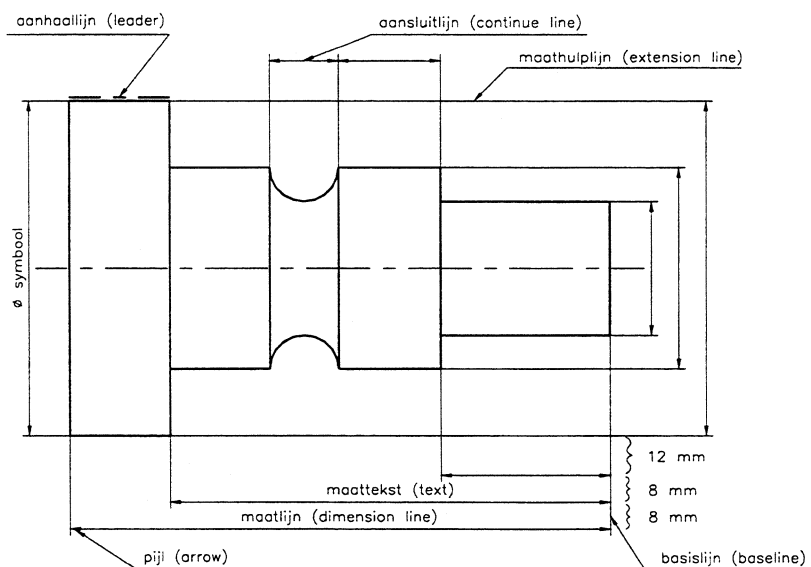 aanhaallijn (leader)
aansluitlijn (continue line)
maathulplijn (extension line)
ø symbool
12 mm
maattekst (text)
8 mm
maatlijn (dimension line)
8 mm
pijl (arrow)
basislijn (baseline)